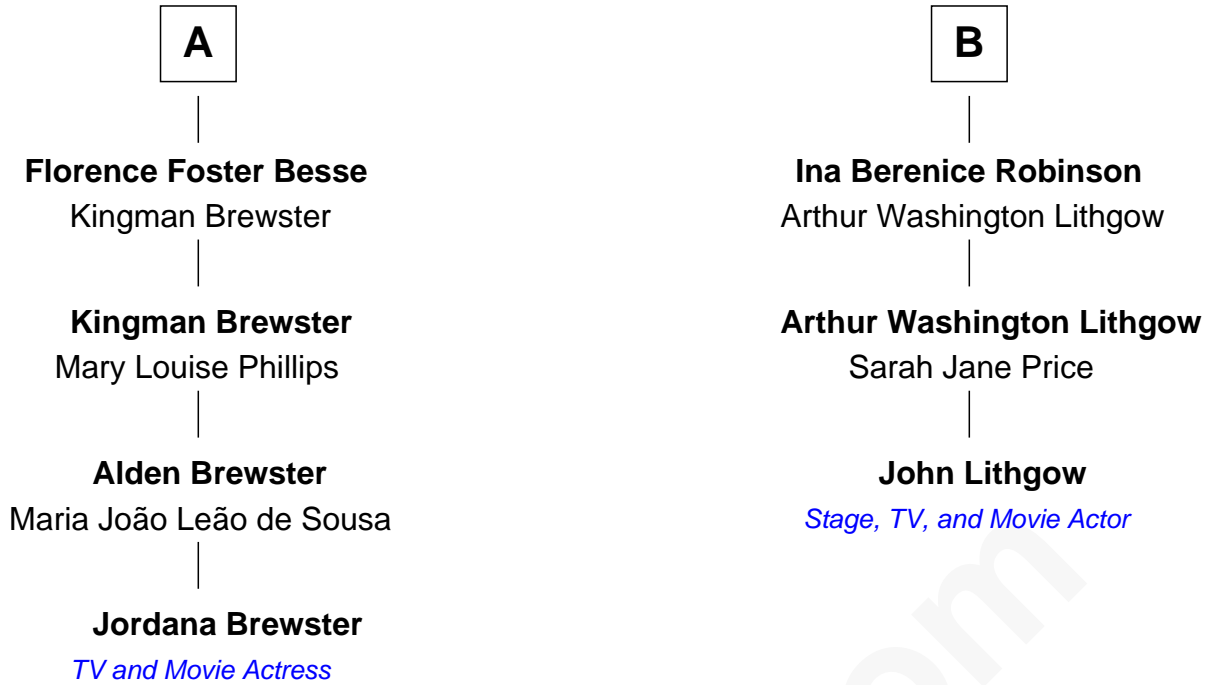 A
Florence Foster Besse
Kingman Brewster
Kingman Brewster
Mary Louise Phillips
Alden Brewster
Maria João Leão de Sousa
Jordana Brewster
TV and Movie Actress
B
Ina Berenice Robinson
Arthur Washington Lithgow
Arthur Washington Lithgow
Sarah Jane Price
John Lithgow
Stage, TV, and Movie Actor
om